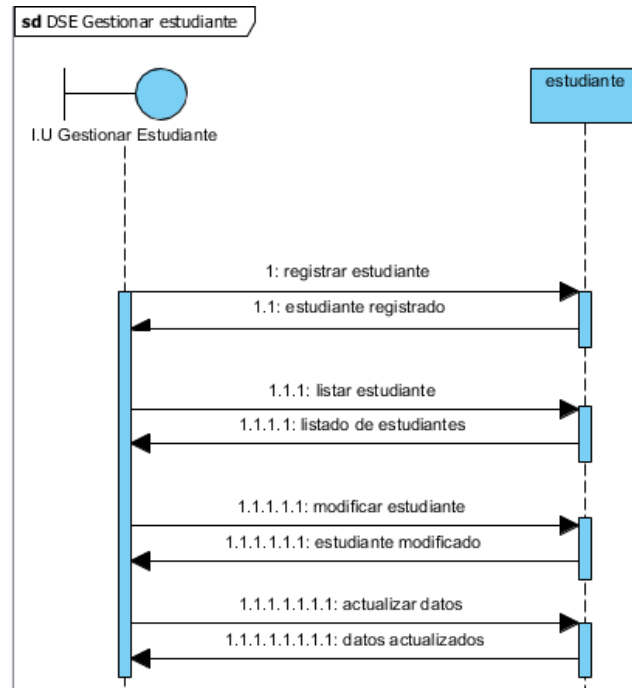 sd DSE Gestionar estudiante
estudiante
I.U Gestionar Estudiante
1: registrar estudiante
1.1: estudiante registrado
1.1.1: listar estudiante
1.1.1.1: listado de estudiantes
1.1.1.1.1: modificar estudiante
1.1.1.1.1.1: estudiante modificado
1.1.1.1.1.1.1: actualizar datos
1.1.1.1.1.1.1.1: datos actualizados